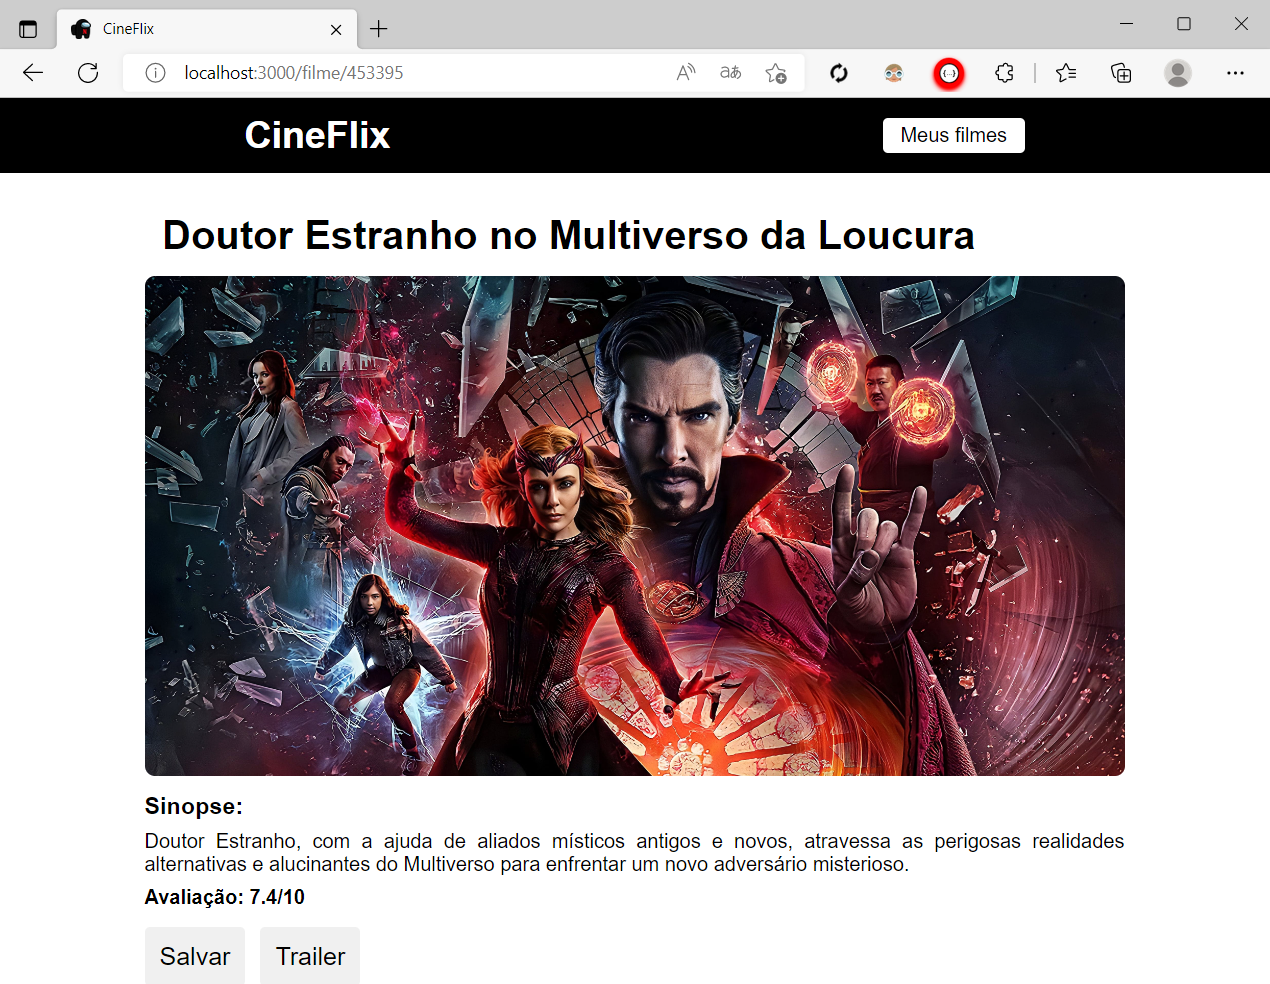 CineFlix
localhost:3000/filme/453395
CineFlix
Meus filmes
Doutor Estranho no Multiverso da Loucura
Sinopse:
Doutor Estranho, com a ajuda de aliados místicos antigos e novos, atravessa as perigosas realidades
alternativas e alucinantes do Multiverso para enfrentar um novo adversário misterioso.
Avaliação: 7.4/10
Salvar
Trailer